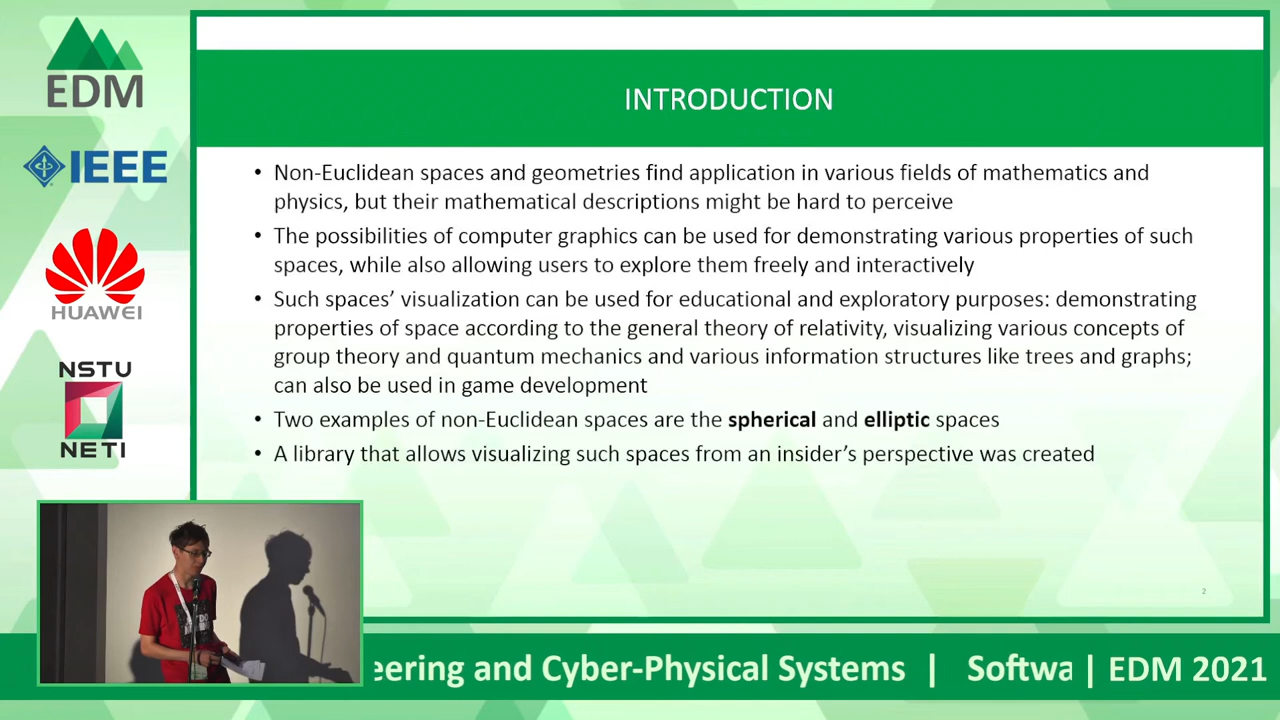 EDM
IEEE
HUAWEI
NSTU
NETI
INTRODUCTION
• Non-Euclidean spaces and geometries find application in various fields of mathematics and
physics, but their mathematical descriptions might be hard to perceive
• The possibilities of computer graphics can be used for demonstrating various properties of such
spaces, while also allowing users to explore them freely and interactively
• Such spaces’ visualization can be used for educational and exploratory purposes: demonstrating
properties of space according to the general theory of relativity, visualizing various concepts of
group theory and quantum mechanics and various information structures like trees and graphs;
can also be used in game development
• Two examples of non-Euclidean spaces are the spherical and elliptic spaces
• A library that allows visualizing such spaces from an insider’s perspective was created
2
eering and Cyber-Physical Systems | Softwa | EDM 2021